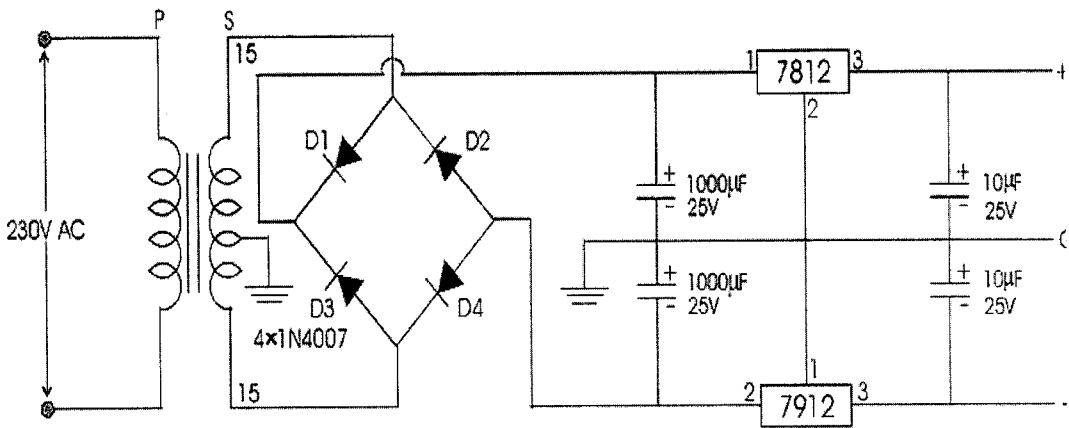 P S
15
1 7812 3 +
2
D1 D2
+ 1000µF
- 25V
+ 10µF
- 25V
230V AC
D3 D4
4×1N4007
+ 1000µF
- 25V
+ 10µF
- 25V
15
1
2 7912 3 -